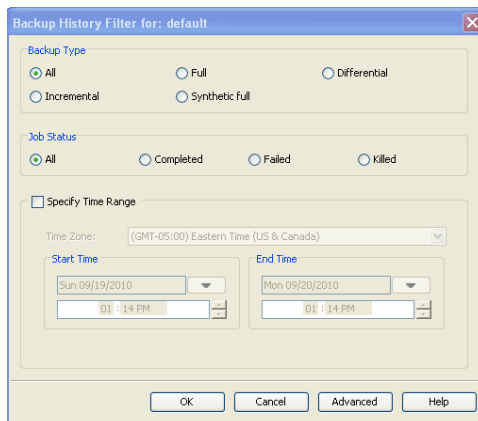 Backup History Filter for: default
Backup Type
All Full Differential
Incremental Synthetic full
Job Status
All Completed Failed Killed
Specify Time Range
Time Zone: (GMT-05:00) Eastern Time (US & Canada)
Start Time End Time
Sun 09/19/2010 Mon 09/20/2010
01 : 14 PM 01 : 14 PM
OK Cancel Advanced Help